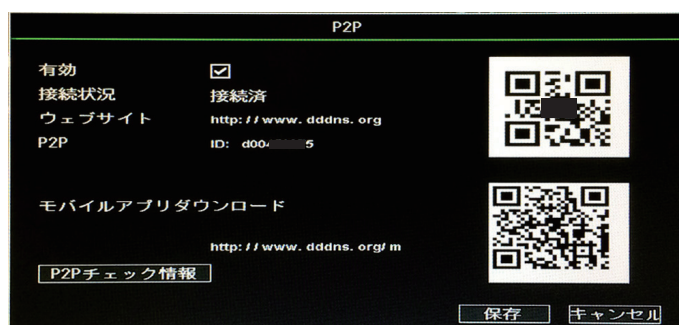 P2P
有効
接続状況 接続済
ウェブサイト http://www.dddns.org
P2P ID: d004 5
モバイルアプリダウンロード
http://www.dddns.org/m
P2Pチェック情報
保存 キャンセル